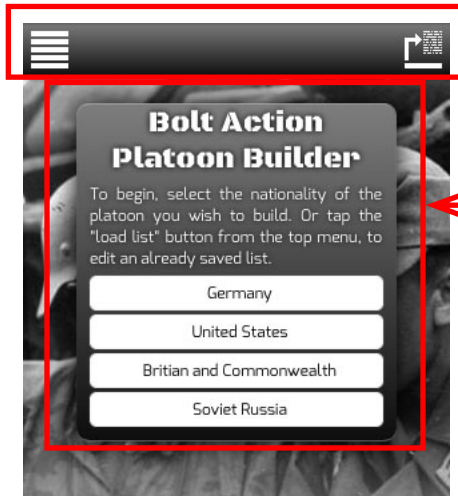 Bolt Action
Platoon Builder
To begin, select the nationality of the
platoon you wish to build. Or tap the
"load list" button from the top menu, to
edit an already saved list.
Germany
United States
Britian and Commonwealth
Soviet Russia